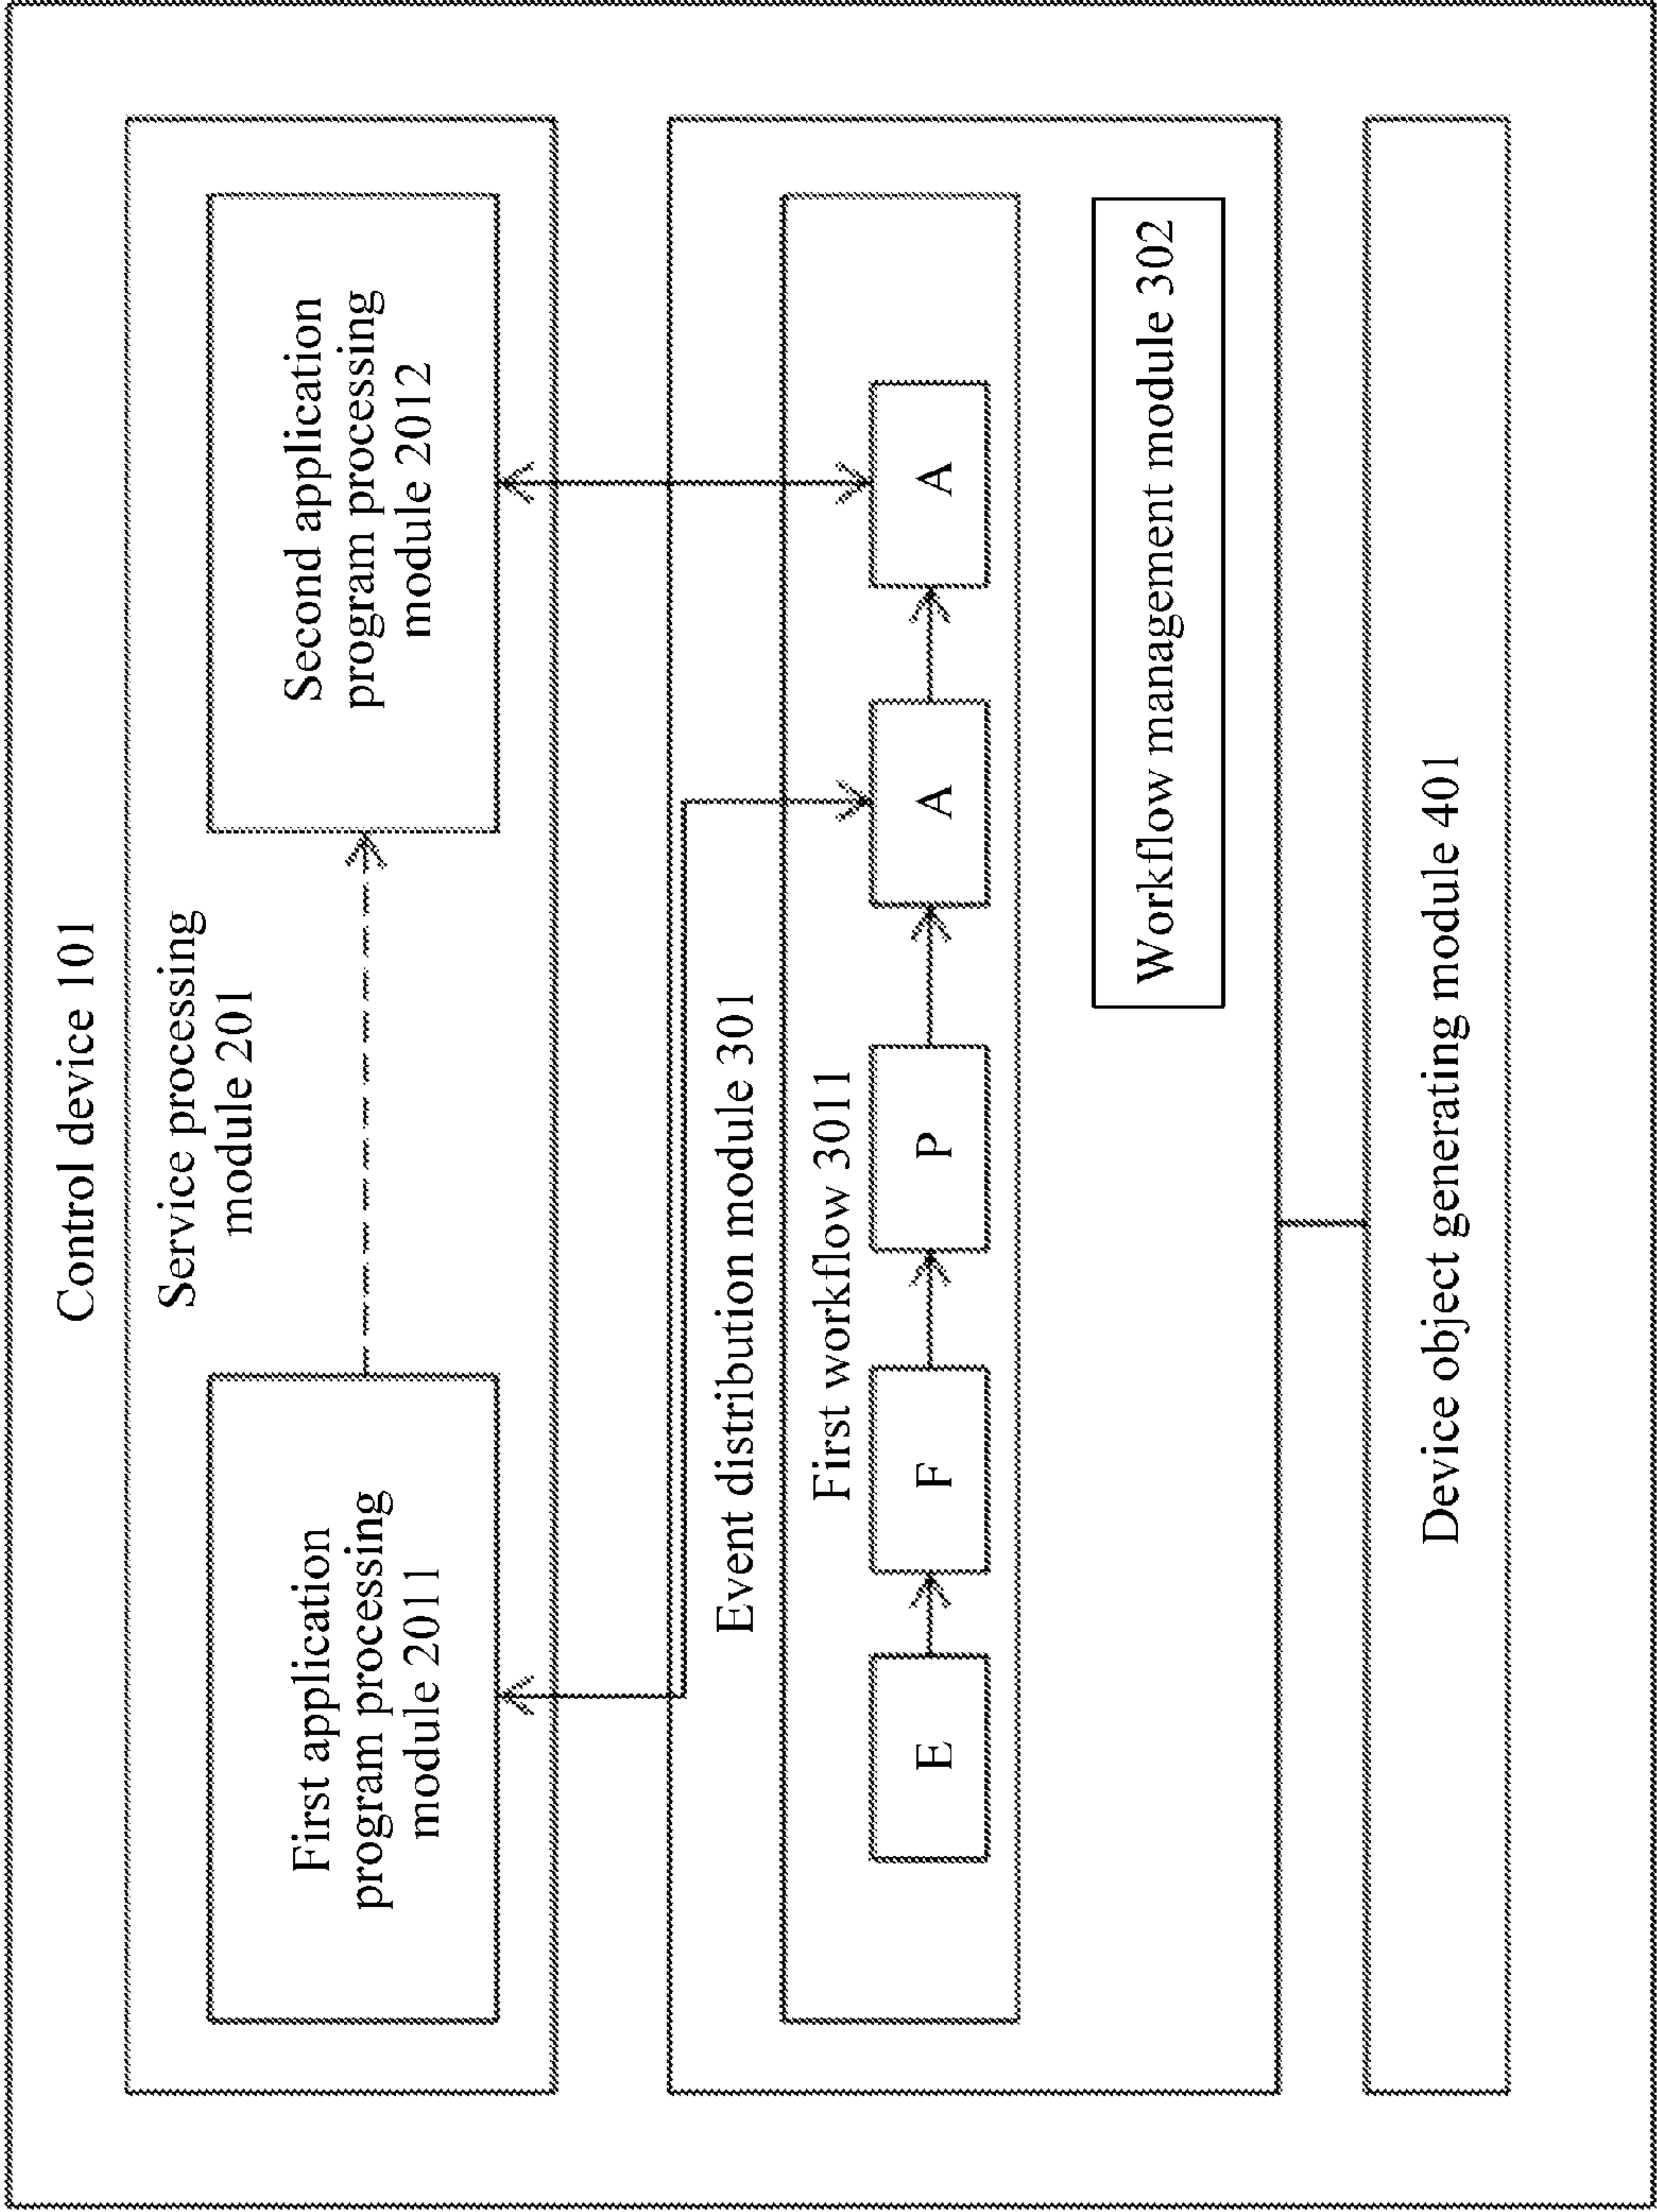 Control device 101
Service processing
module 201
First application
program processing
module 2011
Second application
program processing
module 2012
Event distribution module 301
First workflow 3011
E
F
P
A
A
Workflow management module 302
Device object generating module 401